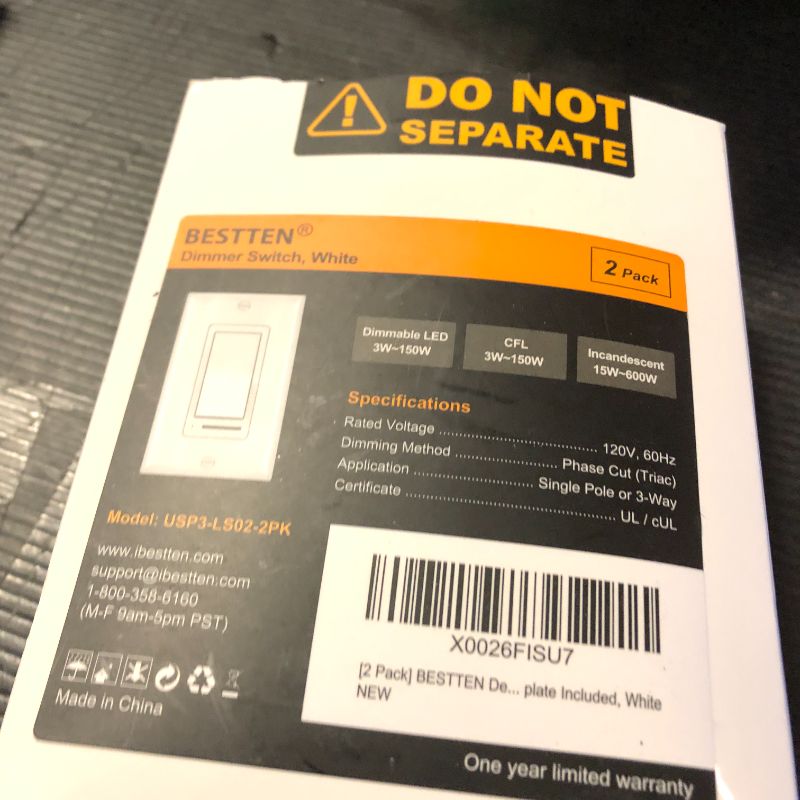 DO NOT
SEPARATE
BESTTEN®
Dimmer Switch, White
2 Pack
Dimmable LED
3W~150W
CFL
3W~150W
Incandescent
15W~600W
Specifications
Rated Voltage ........................................ 120V, 60Hz
Dimming Method .......................... Phase Cut (Triac)
Application .............................. Single Pole or 3-Way
Certificate ..................................................... UL / cUL
Model: USP3-LS02-2PK
www.ibestten.com
support@ibestten.com
1-800-358-6160
(M-F 9am-5pm PST)
Made in China
X0026FISU7
[2 Pack] BESTTEN De... plate Included, White
NEW
One year limited warranty